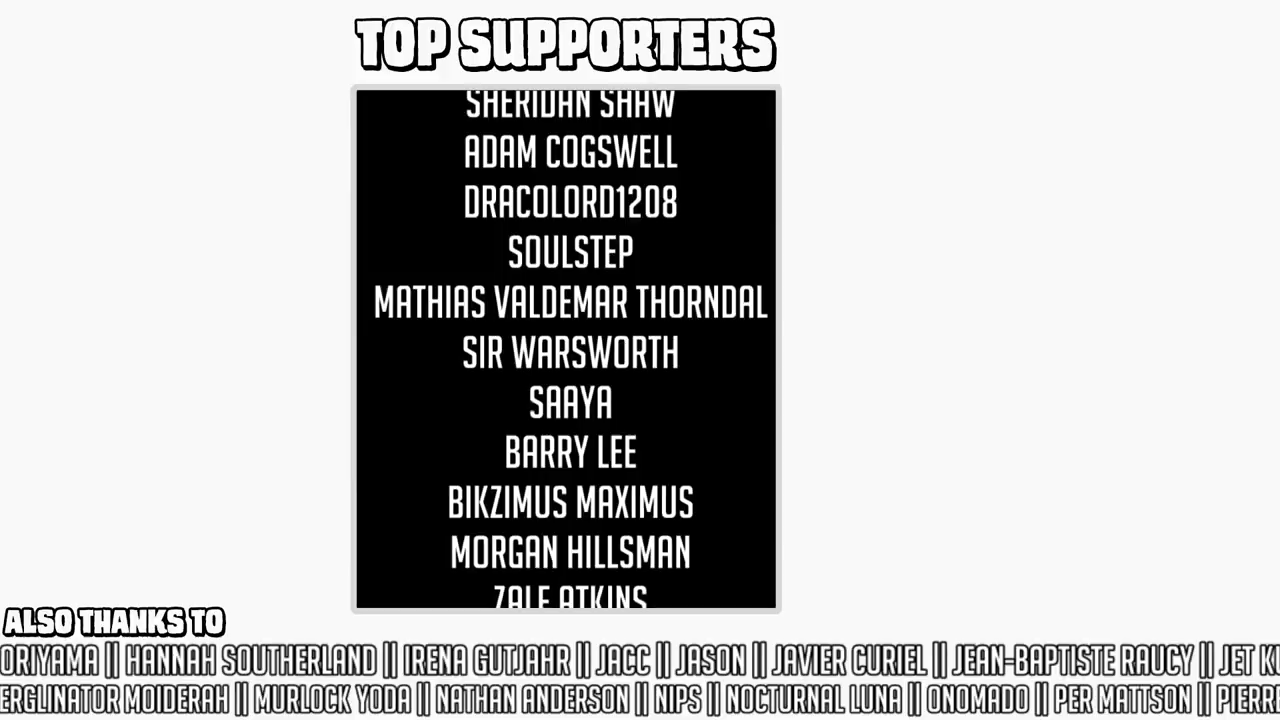 TOP SUPPORTERS
SHERIDAN SHAW
ADAM COGSWELL
DRACOLORD1208
SOULSTEP
MATHIAS VALDEMAR THORNDAL
SIR WARSWORTH
SAAYA
BARRY LEE
BIKZIMUS MAXIMUS
MORGAN HILLSMAN
ZALE ATKINS
ALSO THANKS TO
ORIYAMA || HANNAH SOUTHERLAND || IRENA GUTJAHR || JACC || JASON || JAVIER CURIEL || JEAN-BAPTISTE RAUCY || JET
ERGLINATOR MOIDERAH || MURLOCK YODA || NATHAN ANDERSON || NIPS || NOCTURNAL LUNA || ONOMADO || PER MATTSON || PIERR